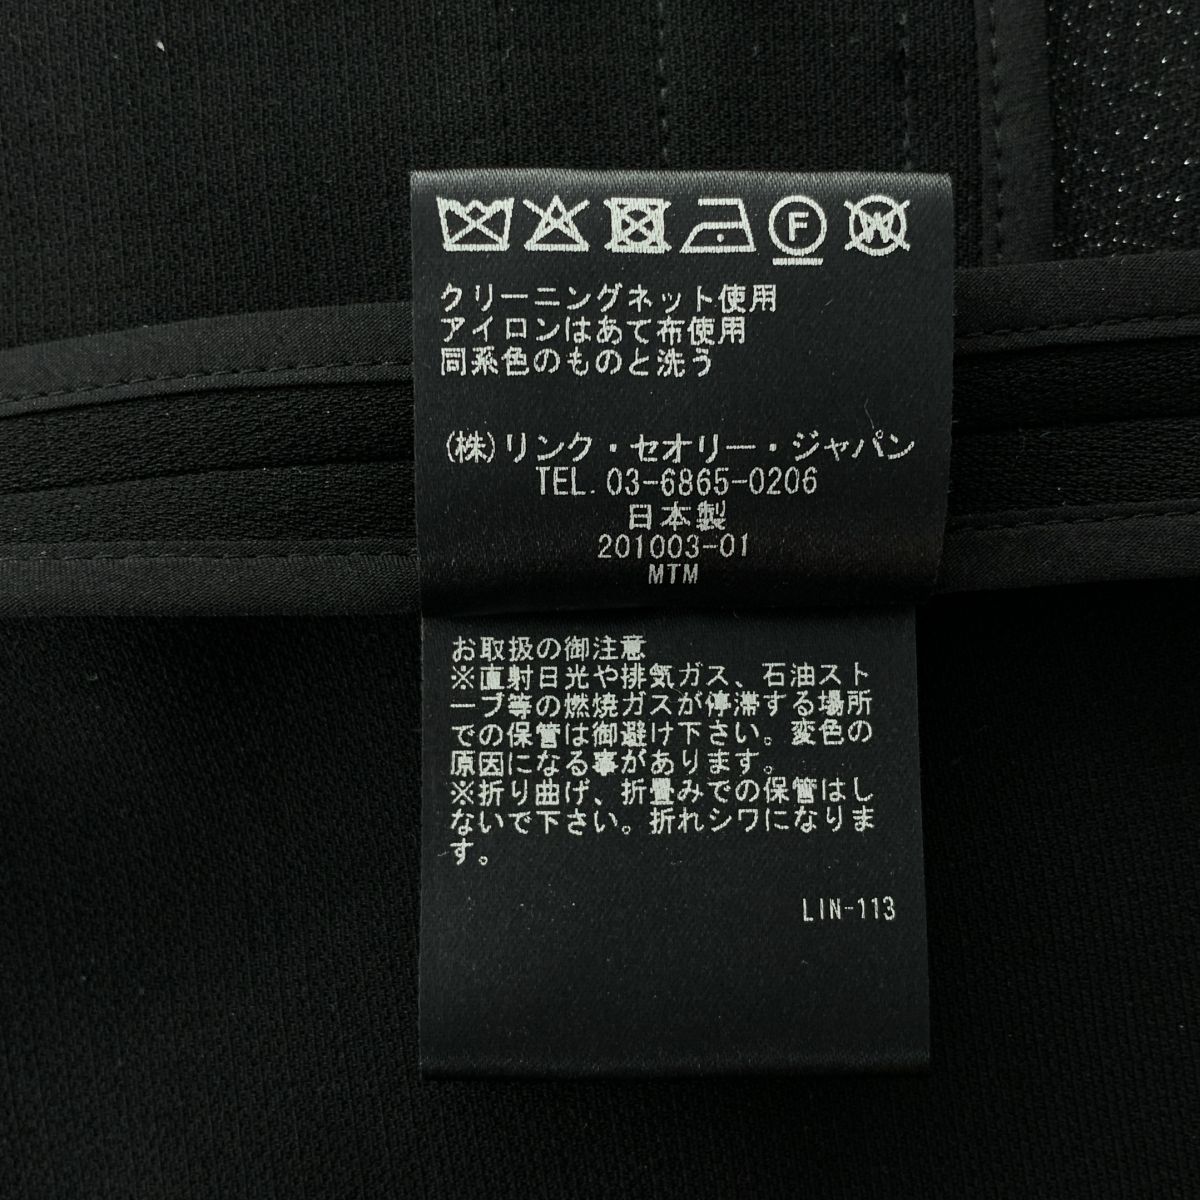 F W
クリーニングネット使用
アイロンはあて布使用
同系色のものと洗う
(株)リンク・セオリー・ジャパン
TEL.03-6865-0206
日本製
201003-01
MTM
お取扱の御注意
※直射日光や排気ガス、石油スト
ーブ等の燃焼ガスが停滞する場所
での保管は御避け下さい。変色の
原因になる事があります。
※折り曲げ、折畳みでの保管はし
ないで下さい。折れシワになりま
す。
LIN-113